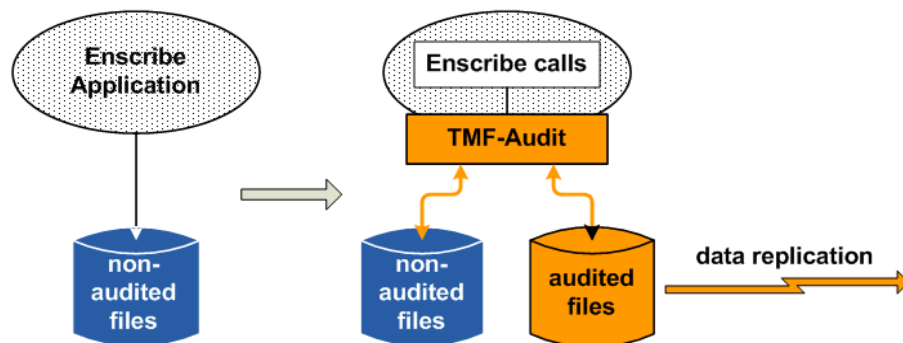 Enscribe
Application
non-
audited
files
Enscribe calls
TMF-Audit
non-
audited
files
audited
files
data replication